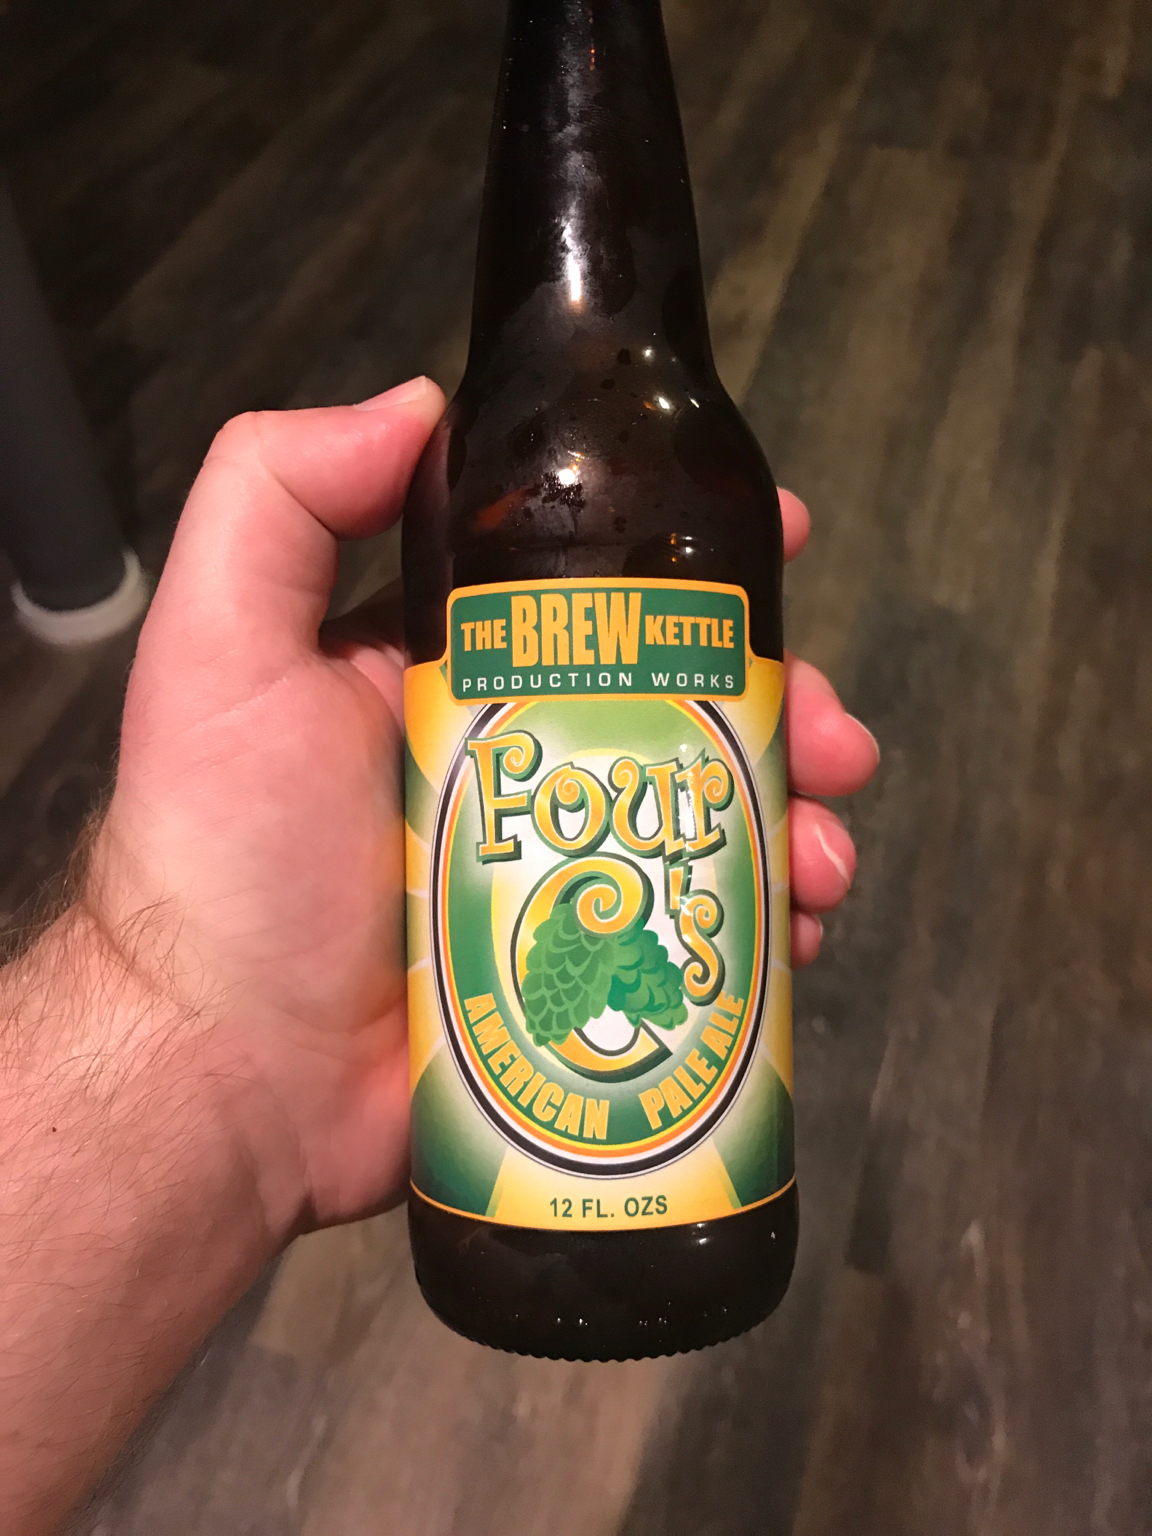 THE BREW KETTLE
PRODUCTION WORKS
Four
C's
AMERICAN PALE ALE
12 FL. OZS